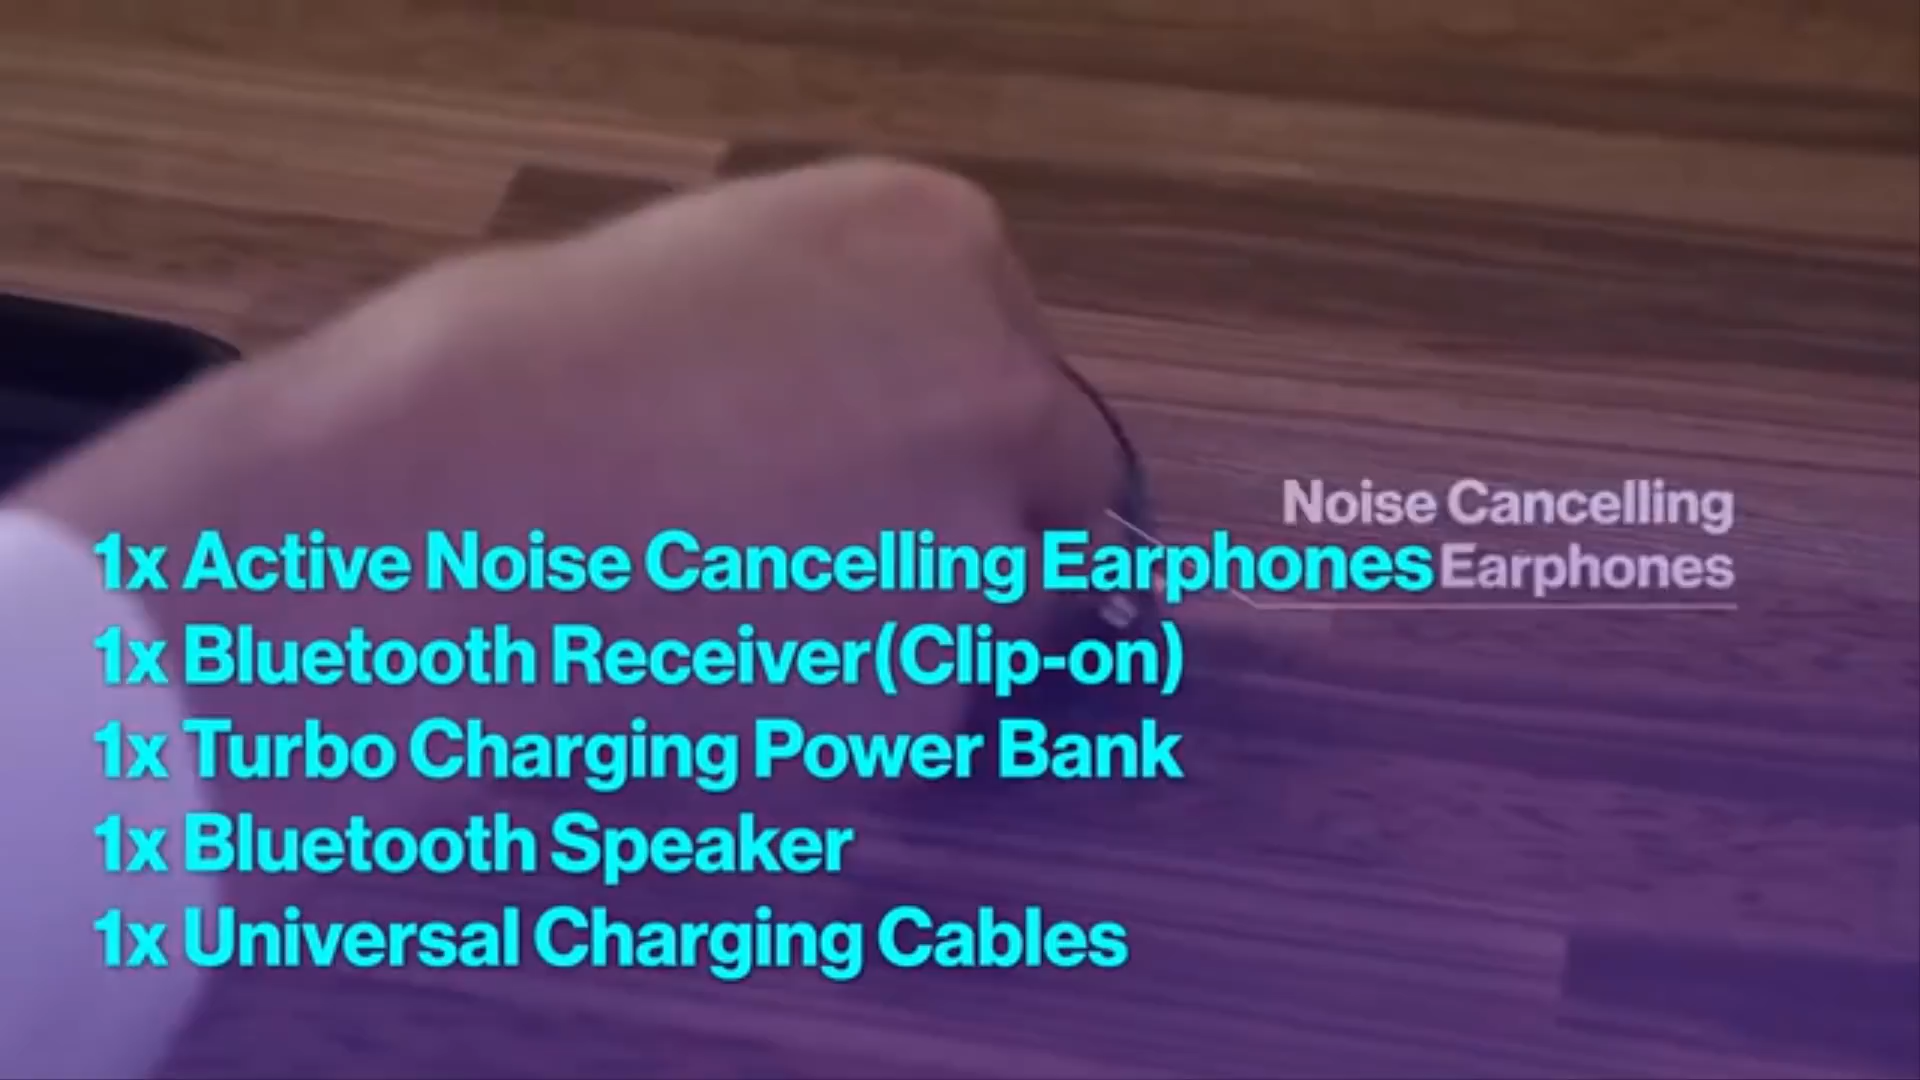 Noise Cancelling
Earphones
1x Active Noise Cancelling Earphones
1x Bluetooth Receiver(Clip-on)
1x Turbo Charging Power Bank
1x Bluetooth Speaker
1x Universal Charging Cables